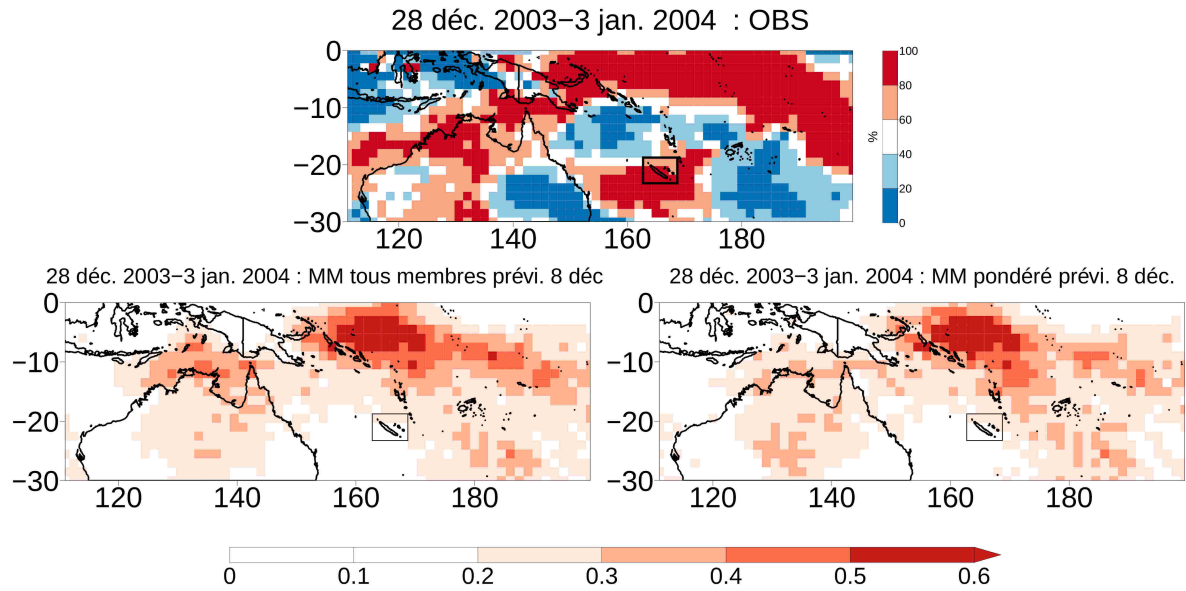 28 déc. 2003−3 jan. 2004 : OBS
0
−10
−20
−30
120 140 160 180
100
80
60
40
20
0
%
28 déc. 2003−3 jan. 2004 : MM tous membres prévi. 8 déc
0
−10
−20
−30
120 140 160 180
28 déc. 2003−3 jan. 2004 : MM pondéré prévi. 8 déc.
0
−10
−20
−30
120 140 160 180
0 0.1 0.2 0.3 0.4 0.5 0.6